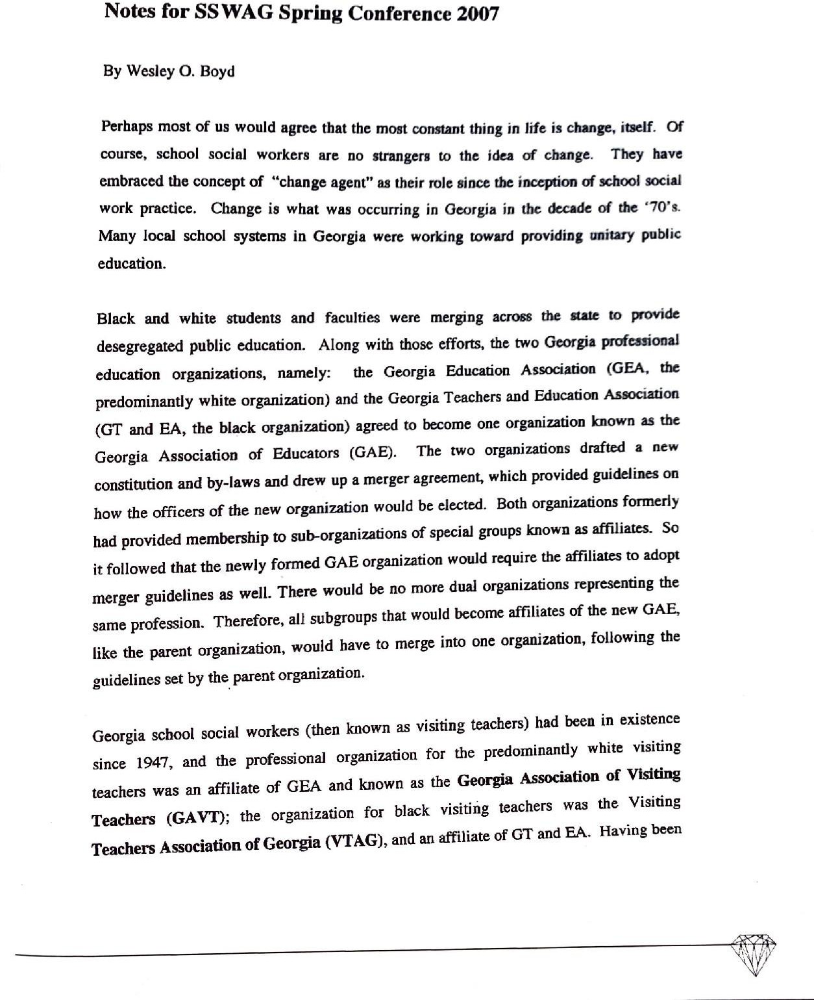 Notes for SSWAG Spring Conference 2007
By Wesley O. Boyd
Perhaps most of us would agree that the most constant thing in life is change, itself. Of
course, school social workers are no strangers to the idea of change. They have
embraced the concept of “change agent” as their role since the inception of school social
work practice. Change is what was occurring in Georgia in the decade of the ‘70’s.
Many local school systems in Georgia were working toward providing unitary public
education.
Black and white students and faculties were merging across the state to provide
desegregated public education. Along with those efforts, the two Georgia professional
education organizations, namely: the Georgia Education Association (GEA, the
predominantly white organization) and the Georgia Teachers and Education Association
(GT and EA, the black organization) agreed to become one organization known as the
Georgia Association of Educators (GAE). The two organizations drafted a new
constitution and by-laws and drew up a merger agreement, which provided guidelines on
how the officers of the new organization would be elected. Both organizations formerly
had provided membership to sub-organizations of special groups known as affiliates. So
it followed that the newly formed GAE organization would require the affiliates to adopt
merger guidelines as well. There would be no more dual organizations representing the
same profession. Therefore, all subgroups that would become affiliates of the new GAE,
like the parent organization, would have to merge into one organization, following the
guidelines set by the parent organization.
Georgia school social workers (then known as visiting teachers) had been in existence
since 1947, and the professional organization for the predominantly white visiting
teachers was an affiliate of GEA and known as the Georgia Association of Visiting
Teachers (GAVT); the organization for black visiting teachers was the Visiting
Teachers Association of Georgia (VTAG), and an affiliate of GT and EA. Having been